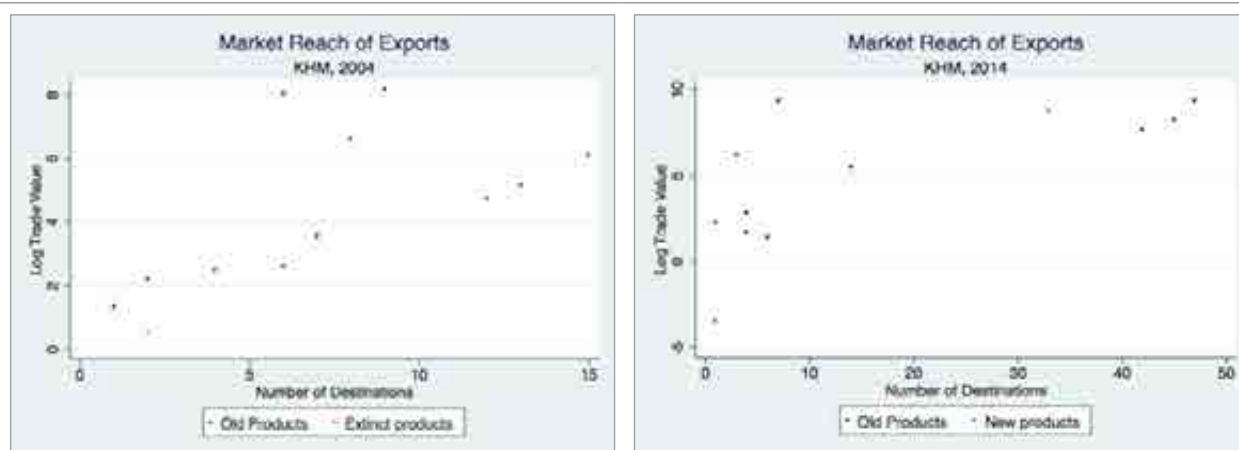 Market Reach of Exports
KHM, 2004
Log Trade Value
8
6
4
2
0
0 5 10 15
Number of Destinations
Old Products Extinct products
Market Reach of Exports
KHM, 2014
Log Trade Value
10
5
0
-5
0 10 20 30 40 50
Number of Destinations
Old Products New products